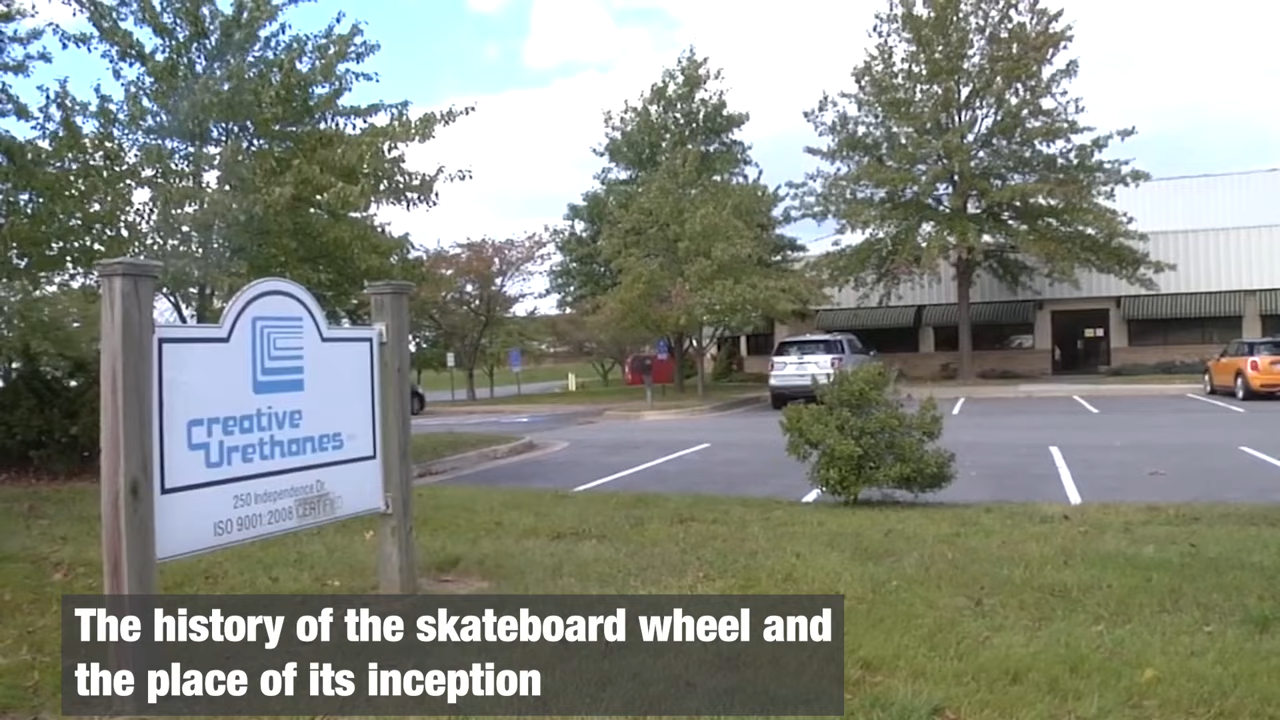 Creative
Urethanes
250 Independence Dr.
ISO 9001:2008 CERTIFIED
The history of the skateboard wheel and
the place of its inception